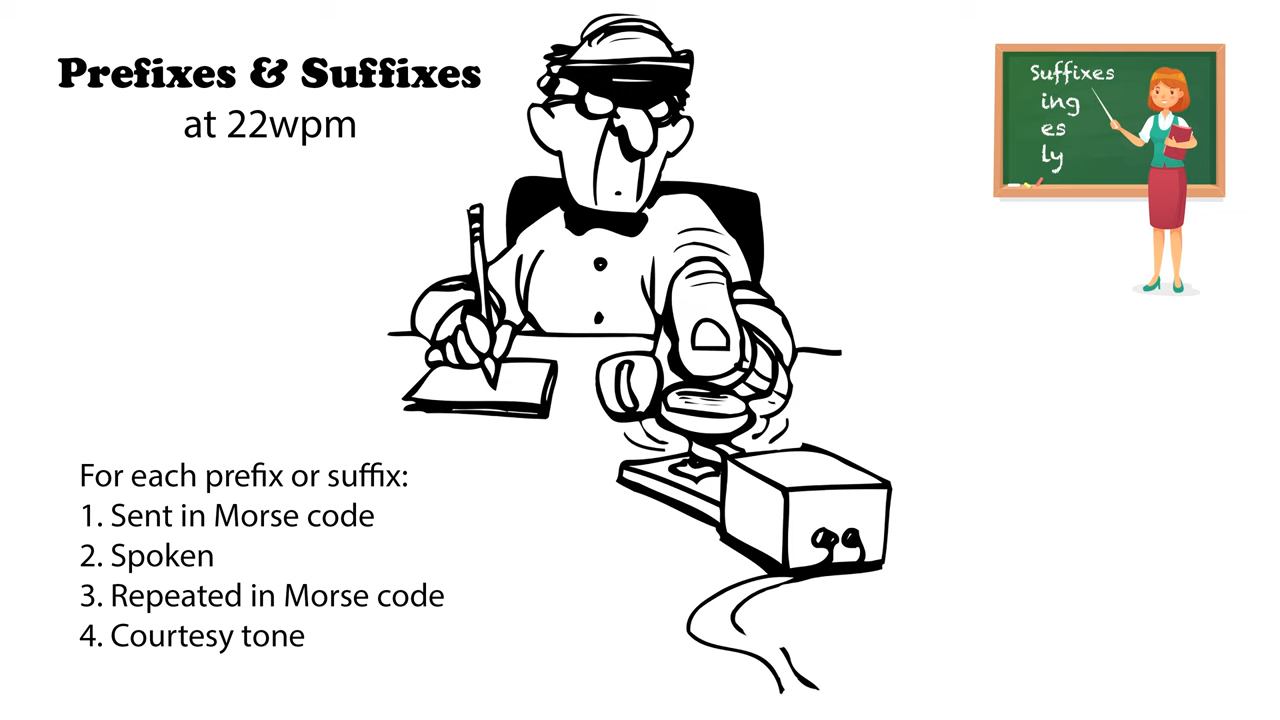 Prefixes & Suffixes
at 22wpm
Suffixes
ing
es
ly
For each prefix or suffix:
1. Sent in Morse code
2. Spoken
3. Repeated in Morse code
4. Courtesy tone